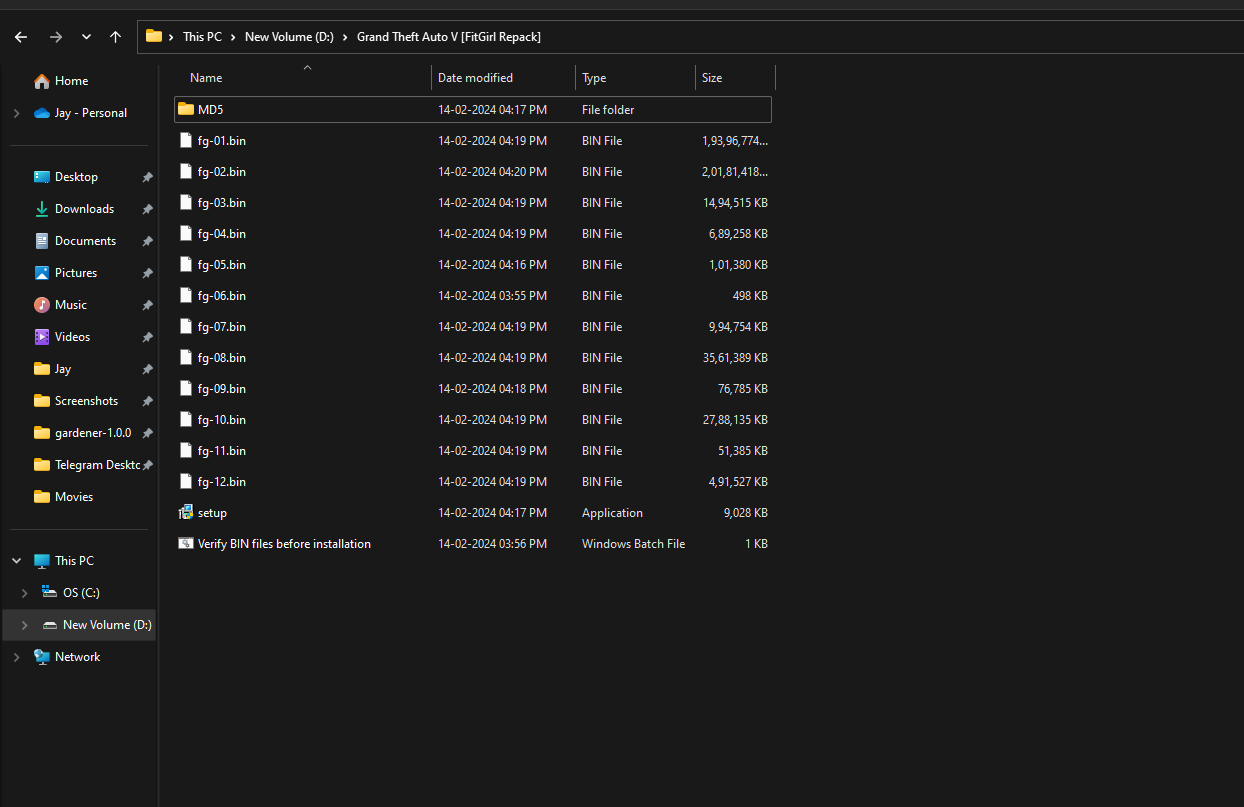 This PC > New Volume (D:) > Grand Theft Auto V [FitGirl Repack]
Home
Jay - Personal
Desktop
Downloads
Documents
Pictures
Music
Videos
Jay
Screenshots
gardener-1.0.0
Telegram Desktc
Movies
This PC
OS (C:)
New Volume (D:)
Network
Name Date modified Type Size
MD5 14-02-2024 04:17 PM File folder
fg-01.bin 14-02-2024 04:19 PM BIN File 1,93,96,774...
fg-02.bin 14-02-2024 04:20 PM BIN File 2,01,81,418...
fg-03.bin 14-02-2024 04:19 PM BIN File 14,94,515 KB
fg-04.bin 14-02-2024 04:19 PM BIN File 6,89,258 KB
fg-05.bin 14-02-2024 04:16 PM BIN File 1,01,380 KB
fg-06.bin 14-02-2024 03:55 PM BIN File 498 KB
fg-07.bin 14-02-2024 04:19 PM BIN File 9,94,754 KB
fg-08.bin 14-02-2024 04:19 PM BIN File 35,61,389 KB
fg-09.bin 14-02-2024 04:18 PM BIN File 76,785 KB
fg-10.bin 14-02-2024 04:19 PM BIN File 27,88,135 KB
fg-11.bin 14-02-2024 04:19 PM BIN File 51,385 KB
fg-12.bin 14-02-2024 04:19 PM BIN File 4,91,527 KB
setup 14-02-2024 04:17 PM Application 9,028 KB
Verify BIN files before installation 14-02-2024 03:56 PM Windows Batch File 1 KB